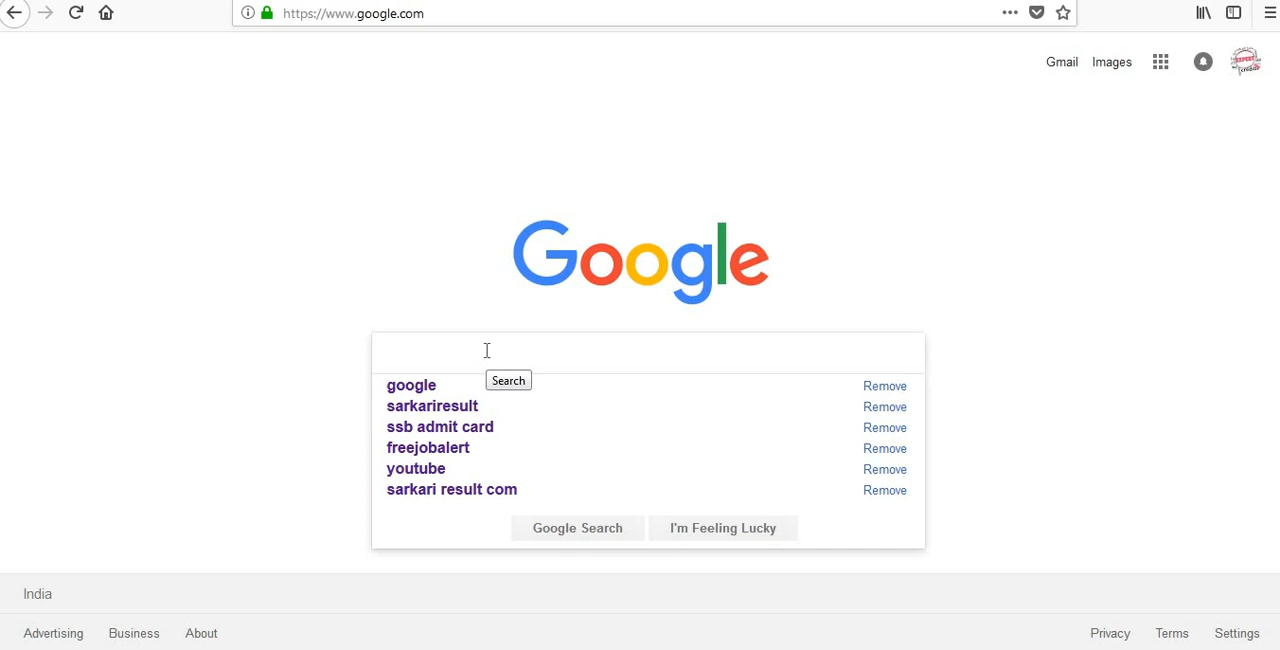 https://www.google.com
Gmail Images
Google
Search
google Remove
sarkariresult Remove
ssb admit card Remove
freejobalert Remove
youtube Remove
sarkari result com Remove
Google Search I'm Feeling Lucky
India
Advertising Business About Privacy Terms Settings